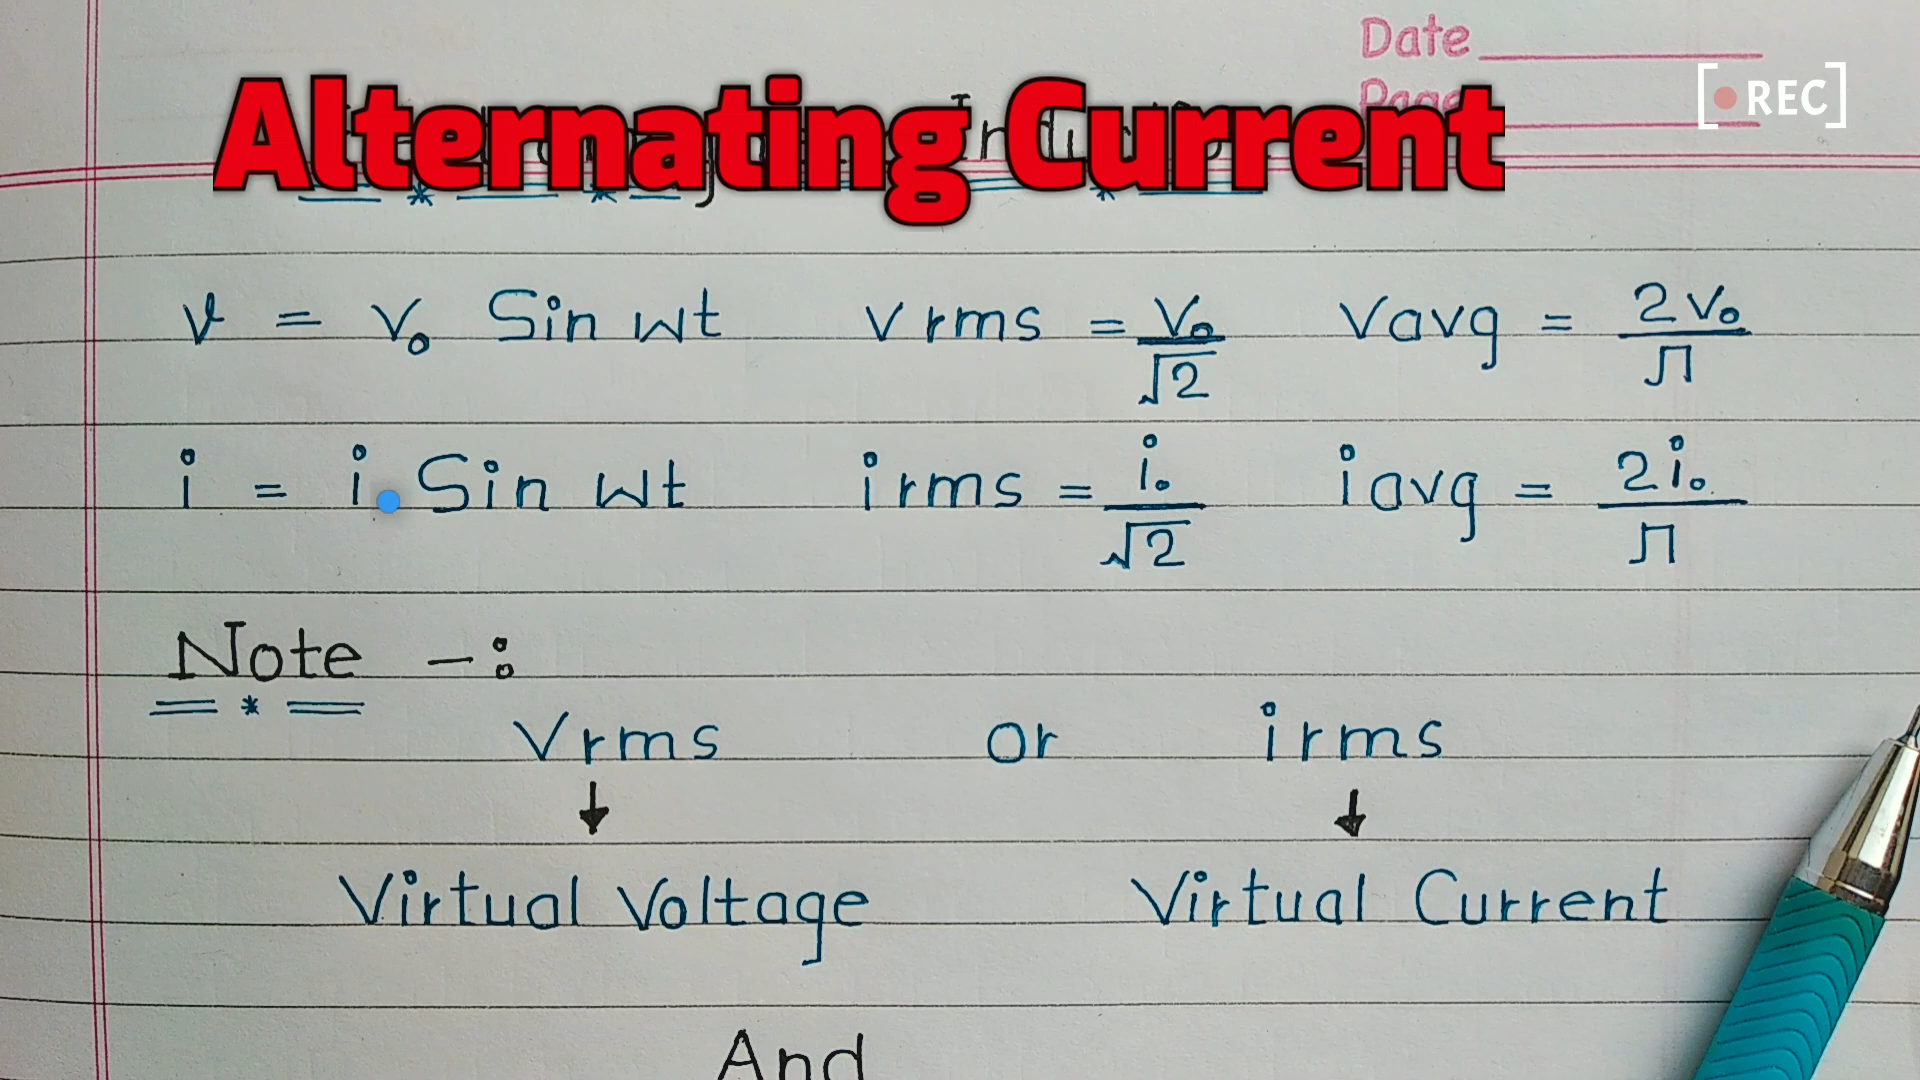 Date
Page
[•REC]
Alternating Current
v = v₀ Sin wt   Vrms = v₀/√2   Vavg = 2v₀/π
i = i₀ Sin wt   irms = i₀/√2   iavg = 2i₀/π
Note -:
Vrms or irms
↓ ↓
Virtual Voltage   Virtual Current
And